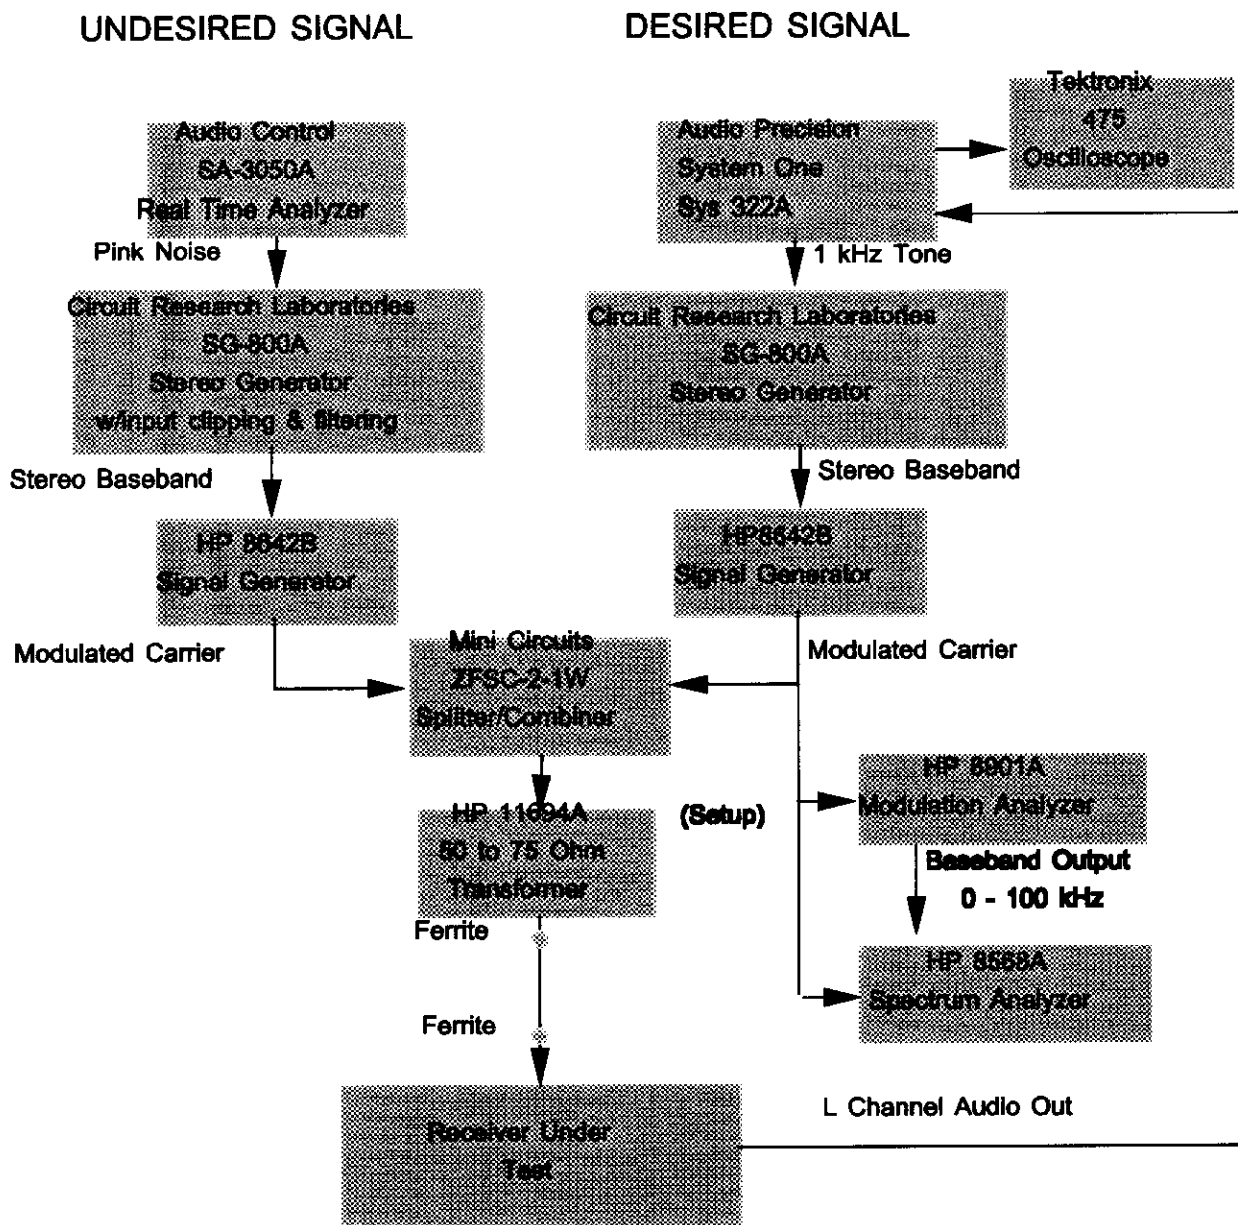 UNDESIRED SIGNAL
DESIRED SIGNAL
Tektronix
475
Oscilloscope
Audio Control
SA-3050A
Real Time Analyzer
Audio Precision
System One
Sys 322A
Pink Noise
1 kHz Tone
Circuit Research Laboratories
SG-800A
Stereo Generator
w/input clipping & filtering
Circuit Research Laboratories
SG-800A
Stereo Generator
Stereo Baseband
Stereo Baseband
HP 8642B
Signal Generator
HP8642B
Signal Generator
Modulated Carrier
Mini Circuits
ZFSC-2-1W
Splitter/Combiner
Modulated Carrier
HP 11694A
50 to 75 Ohm
Transformer
(Setup)
HP 8901A
Modulation Analyzer
Baseband Output
0 - 100 kHz
Ferrite
HP 8568A
Spectrum Analyzer
Ferrite
L Channel Audio Out
Receiver Under
Test